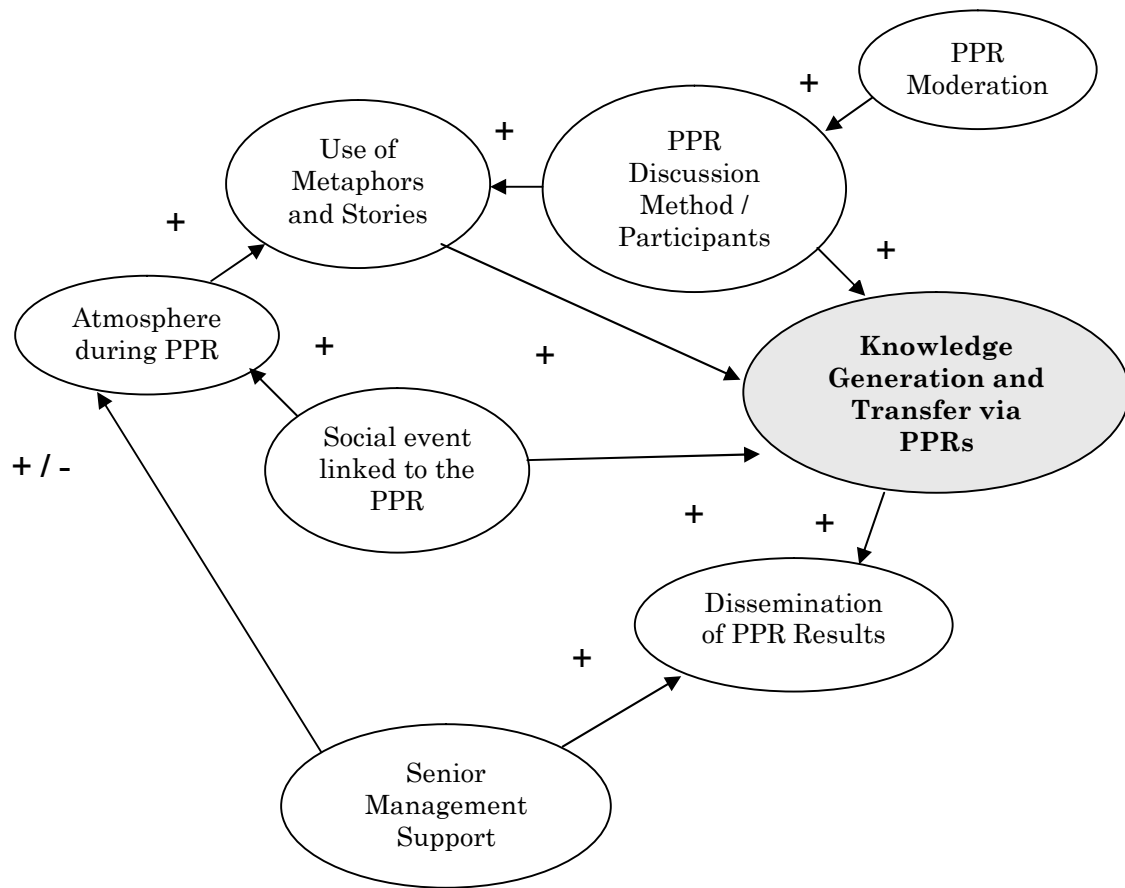 PPR
Moderation
+
+
Use of
Metaphors
and Stories
PPR
Discussion
Method /
Participants
+
+
Atmosphere
during PPR
+
+
Knowledge
Generation and
Transfer via
PPRs
Social event
linked to the
PPR
+ / -
+
+
Dissemination
of PPR Results
+
Senior
Management
Support